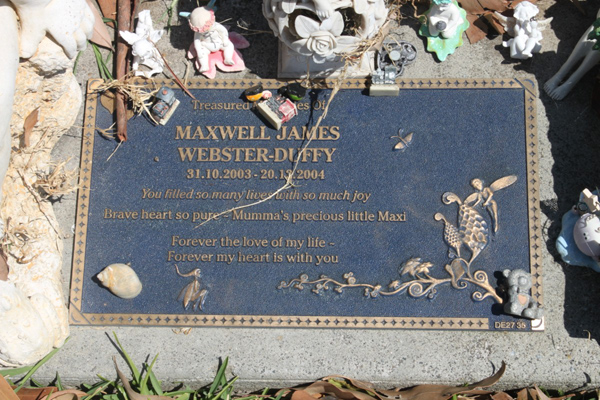 Treasured Of
MAXWELL JAMES
WEBSTER-DUFFY
31.10.2003 - 20.12.2004
You filled so many lives with so much joy
Brave heart so pure - Mumma's precious little Maxi
Forever the love of my life -
Forever my heart is with you
DE27 35